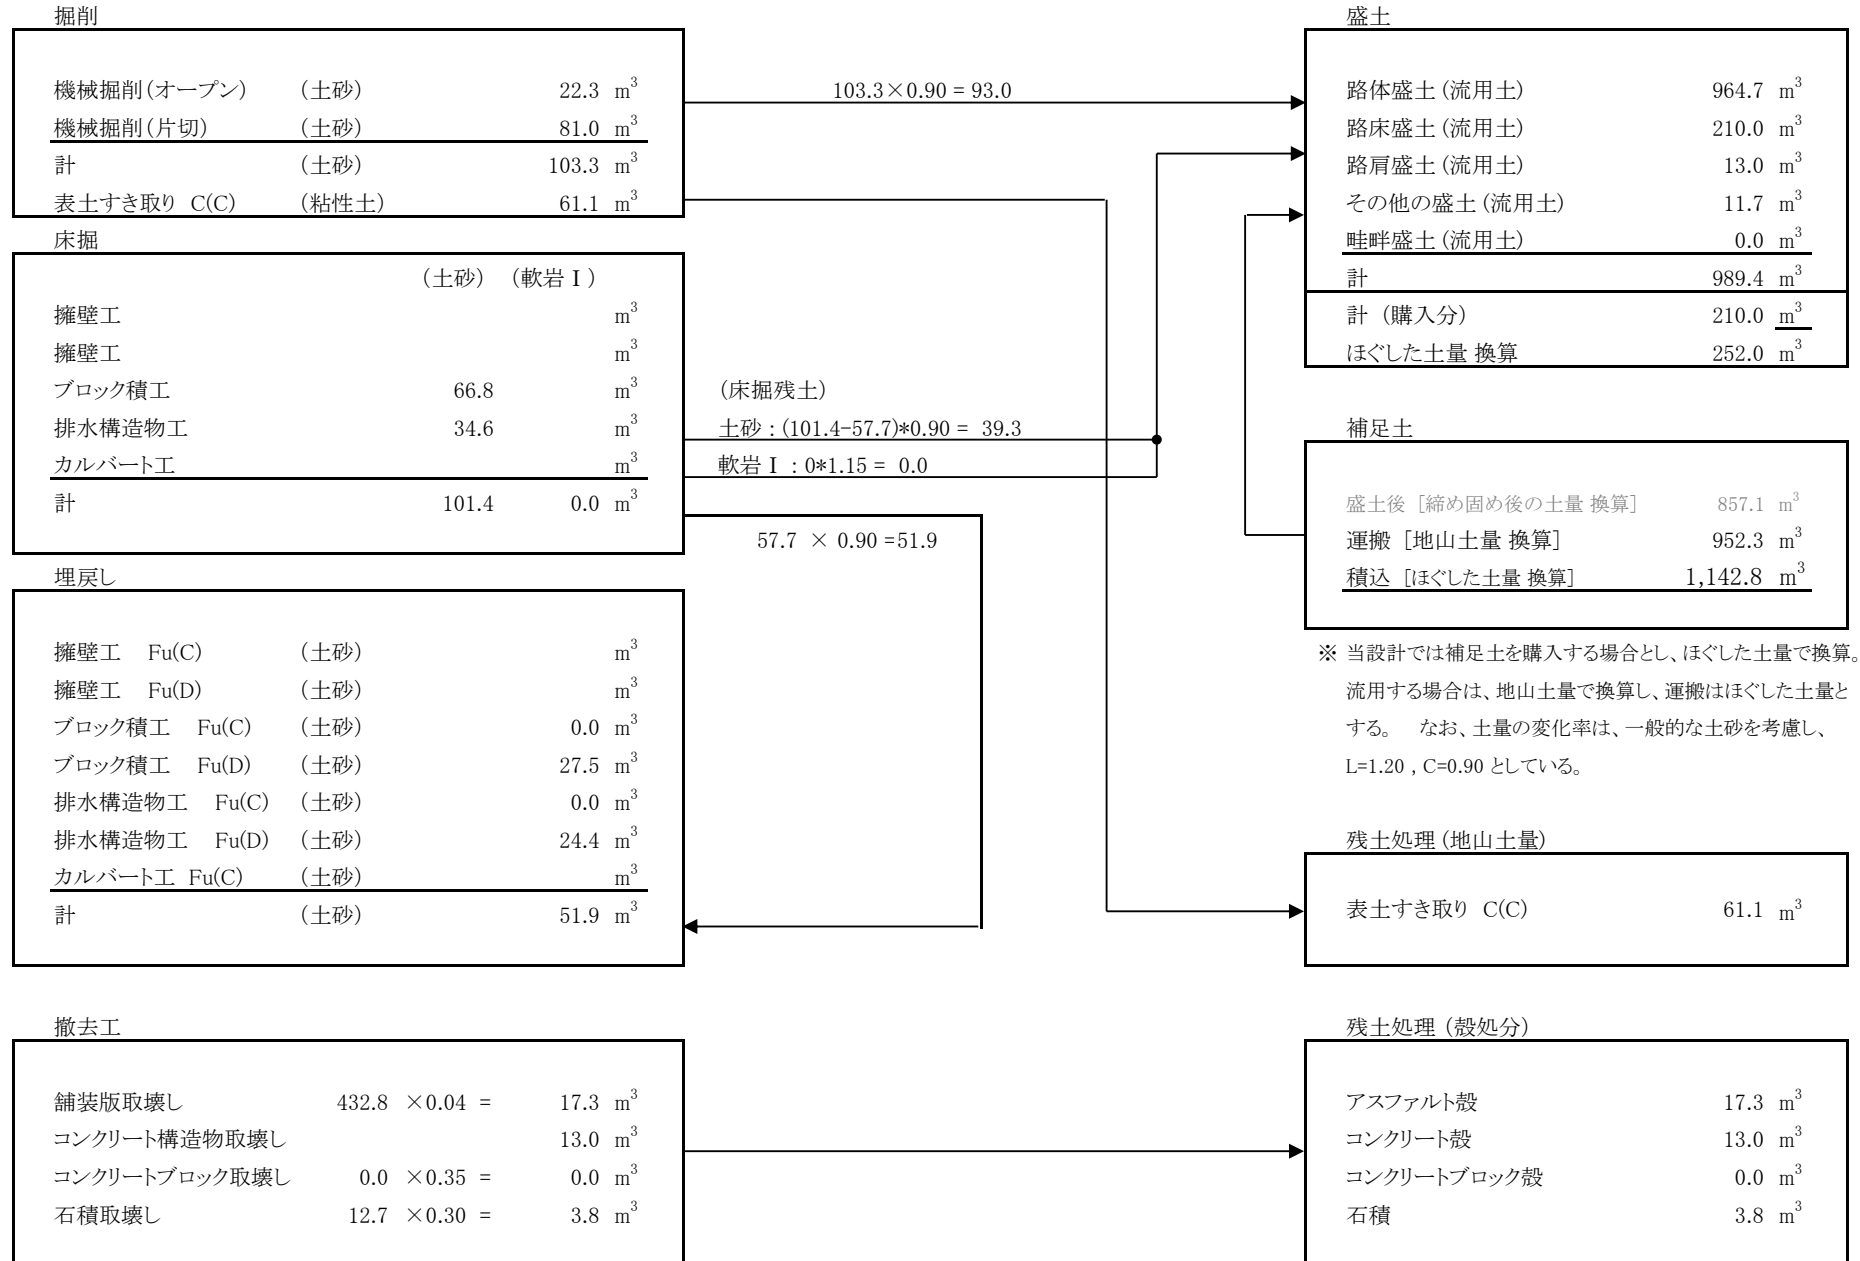 掘削
機械掘削（オープン） （土砂） 22.3 m³
機械掘削（片切） （土砂） 81.0 m³
計 （土砂） 103.3 m³
表土すき取り C(C) （粘性土） 61.1 m³
103.3×0.90 = 93.0
盛土
路体盛土（流用土） 964.7 m³
路床盛土（流用土） 210.0 m³
路肩盛土（流用土） 13.0 m³
その他の盛土（流用土） 11.7 m³
畦畔盛土（流用土） 0.0 m³
計 989.4 m³
計 （購入分） 210.0 m³
ほぐした土量 換算 252.0 m³
床掘
（土砂） （軟岩Ⅰ）
擁壁工 m³
擁壁工 m³
ブロック積工 66.8 m³
排水構造物工 34.6 m³
カルバート工 m³
計 101.4 0.0 m³
（床掘残土）
土砂：(101.4-57.7)*0.90 = 39.3
軟岩Ⅰ：0*1.15 = 0.0
57.7 × 0.90 =51.9
補足土
盛土後 ［締め固め後の土量 換算］ 857.1 m³
運搬 ［地山土量 換算］ 952.3 m³
積込 ［ほぐした土量 換算］ 1,142.8 m³
※ 当設計では補足土を購入する場合とし、ほぐした土量で換算。
流用する場合は、地山土量で換算し、運搬はほぐした土量と
する。 なお、土量の変化率は、一般的な土砂を考慮し、
L=1.20 , C=0.90 としている。
埋戻し
擁壁工 Fu(C) （土砂） m³
擁壁工 Fu(D) （土砂） m³
ブロック積工 Fu(C) （土砂） 0.0 m³
ブロック積工 Fu(D) （土砂） 27.5 m³
排水構造物工 Fu(C) （土砂） 0.0 m³
排水構造物工 Fu(D) （土砂） 24.4 m³
カルバート工 Fu(C) （土砂） m³
計 （土砂） 51.9 m³
残土処理（地山土量）
表土すき取り C(C) 61.1 m³
撤去工
舗装版取壊し 432.8 ×0.04 = 17.3 m³
コンクリート構造物取壊し 13.0 m³
コンクリートブロック取壊し 0.0 ×0.35 = 0.0 m³
石積取壊し 12.7 ×0.30 = 3.8 m³
残土処理（殻処分）
アスファルト殻 17.3 m³
コンクリート殻 13.0 m³
コンクリートブロック殻 0.0 m³
石積 3.8 m³